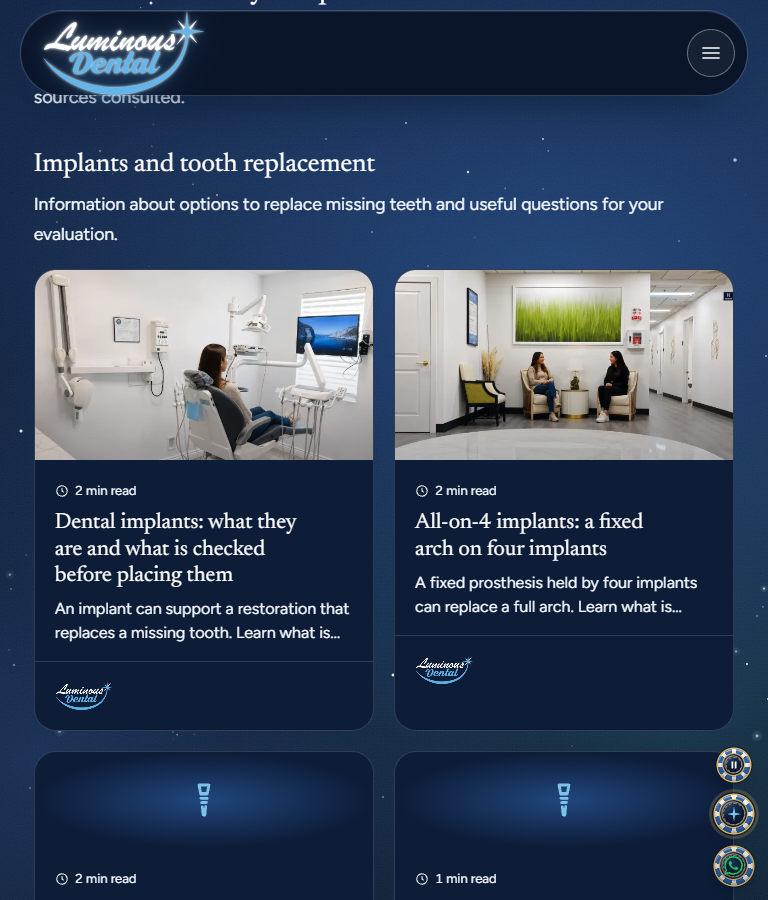 Luminous
Dental
sources consulted.
Implants and tooth replacement
Information about options to replace missing teeth and useful questions for your
evaluation.
2 min read
Dental implants: what they
are and what is checked
before placing them
An implant can support a restoration that
replaces a missing tooth. Learn what is...
Luminous
Dental
2 min read
All-on-4 implants: a fixed
arch on four implants
A fixed prosthesis held by four implants
can replace a full arch. Learn what is...
Luminous
Dental
2 min read
1 min read